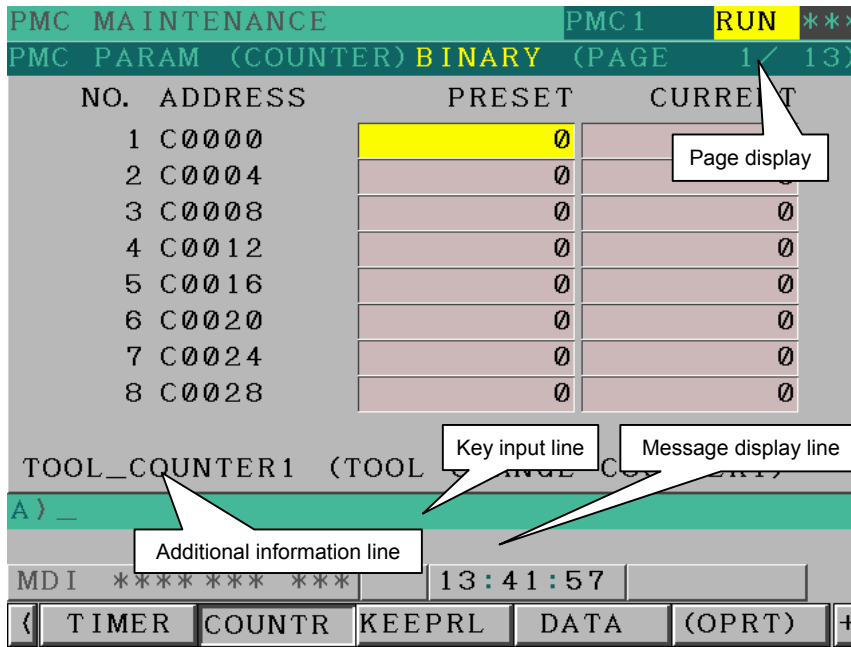 PMC MAINTENANCE PMC1 RUN ***
PMC PARAM (COUNTER) BINARY (PAGE 1/ 13)
NO. ADDRESS PRESET CURRENT
1 C0000 0
Page display
2 C0004 0 0
3 C0008 0 0
4 C0012 0 0
5 C0016 0 0
6 C0020 0 0
7 C0024 0 0
8 C0028 0 0
Key input line
Message display line
TOOL_COUNTER1 (TOOL
A)_
Additional information line
MDI **** *** *** 13:41:57
( TIMER COUNTR KEEPRL DATA (OPRT) +